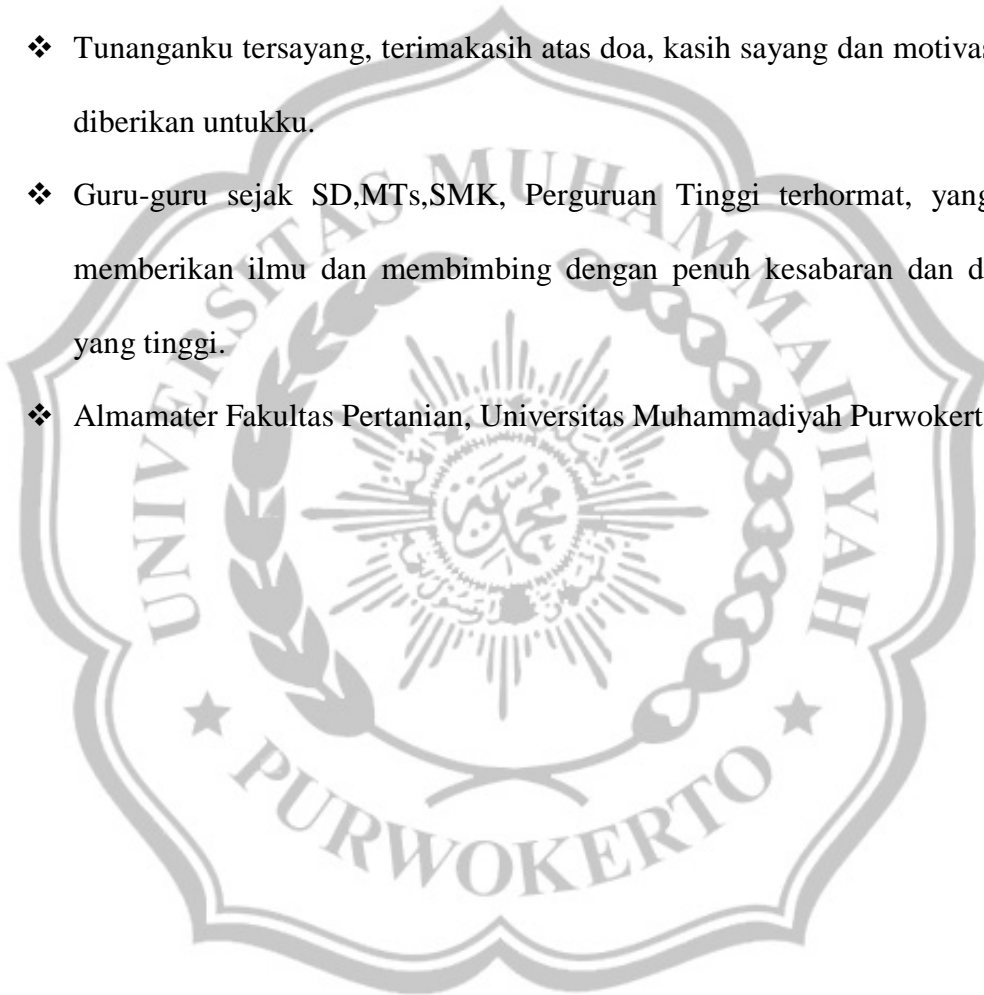 ❖ Tunanganku tersayang, terimakasih atas doa, kasih sayang dan motivas
diberikan untukku.
❖ Guru-guru sejak SD,MTs,SMK, Perguruan Tinggi terhormat, yang
memberikan ilmu dan membimbing dengan penuh kesabaran dan d
yang tinggi.
❖ Almamater Fakultas Pertanian, Universitas Muhammadiyah Purwokert
UNIVERSITAS MUHAMMADIYAH
PURWOKERTO